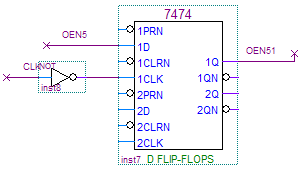 7474
OEN5
1PRN
1D
1CLRN
1CLK
2PRN
2D
2CLRN
2CLK
1Q
1QN
2Q
2QN
OEN51
CLK
NOT
inst8
inst7
D FLIP-FLOPS